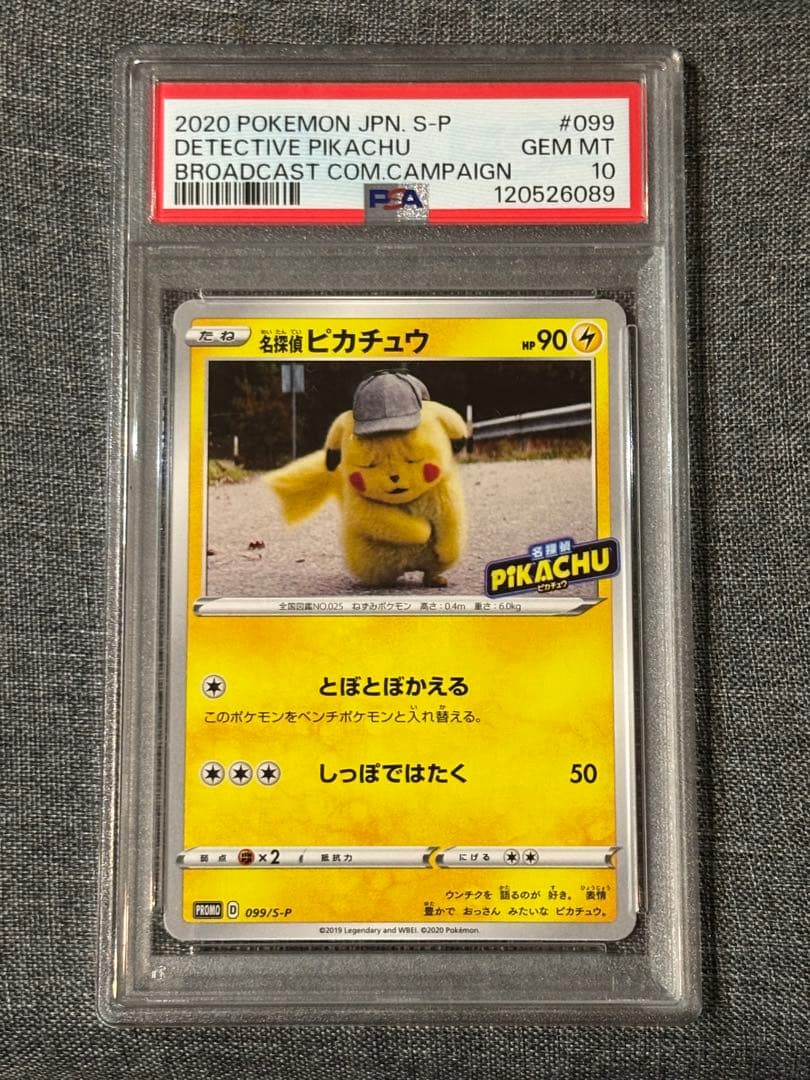 2020 POKEMON JPN. S-P #099
DETECTIVE PIKACHU GEM MT
BROADCAST COM.CAMPAIGN 10
PSA 120526089
たね めいたんてい 名探偵ピカチュウ HP90
名探偵
PiKACHU
ピカチュウ
全国図鑑NO.025 ねずみポケモン 高さ:0.4m 重さ:6.0kg
とぼとぼかえる
このポケモンをベンチポケモンと入れ替える。
しっぽではたく 50
弱点 ×2 抵抗力 にげる
ウンチクを 語るのが 好き。 表情
豊かで おっさん みたいな ピカチュウ。
PROMO D 099/S-P
©2019 Legendary and WBEI. ©2020 Pokémon.